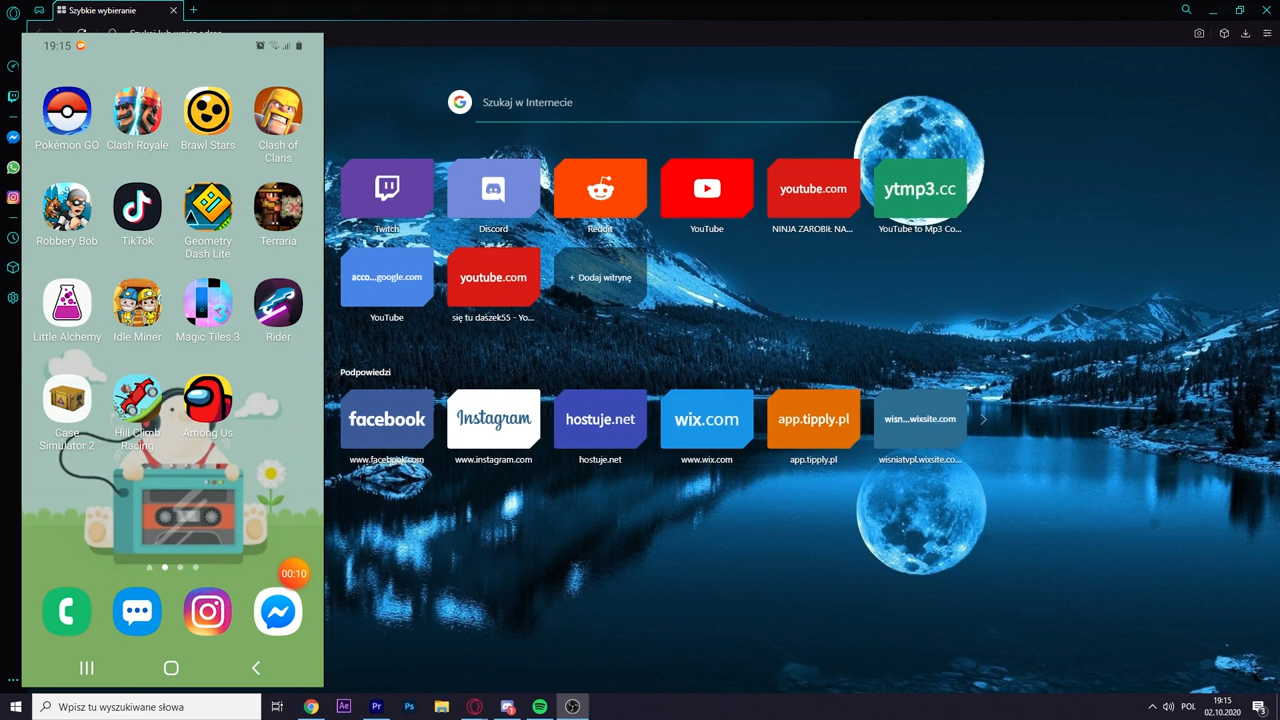 Szybkie wybieranie
19:15
Pokémon GO
Clash Royale
Brawl Stars
Clash of
Clans
Robbery Bob
TikTok
Geometry
Dash Lite
Terraria
Little Alchemy
Idle Miner
Magic Tiles 3
Rider
Case
Simulator 2
Hill Climb
Racing
Among Us
00:10
Szukaj w Internecie
youtube.com
ytmp3.cc
Twitch
Discord
Reddit
YouTube
NINJA ZAROBIŁ NA...
YouTube to Mp3 Co...
acco...google.com
youtube.com
+ Dodaj witrynę
YouTube
się tu daszek55 - Yo...
Podpowiedzi
facebook
Instagram
hostuje.net
wix.com
app.tipply.pl
wisn...wixsite.com
www.facebook.com
www.instagram.com
hostuje.net
www.wix.com
app.tipply.pl
wisniatvpl.wixsite.co...
Wpisz tu wyszukiwane słowa
Ae
Pr
Ps
1
POL
19:15
02.10.2020
3